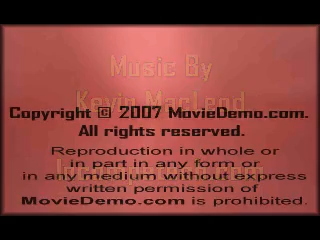 Music By
Kevin MacLeod
Copyright © 2007 MovieDemo.com.
All rights reserved.
Reproduction in whole or
in part in any form or
in any medium without express
written permission of
MovieDemo.com is prohibited.